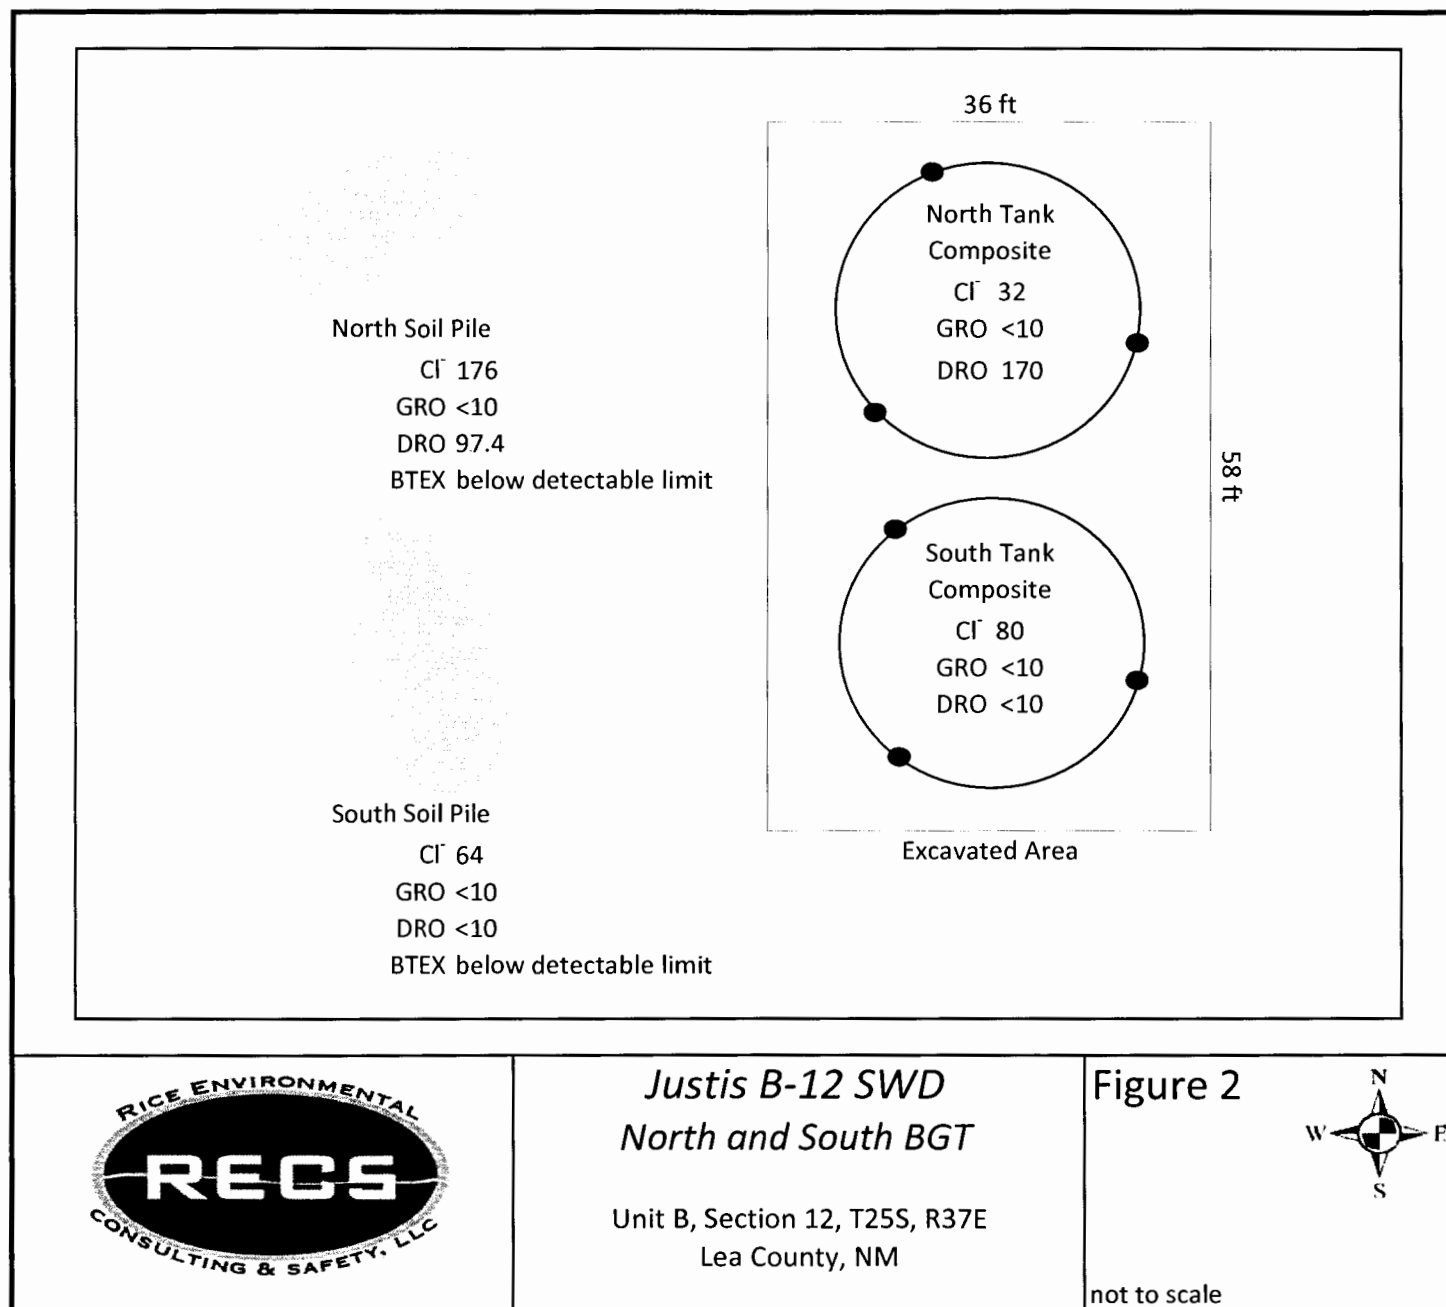 36 ft
North Tank
Composite
Cl⁻ 32
GRO <10
DRO 170
58 ft
South Tank
Composite
Cl⁻ 80
GRO <10
DRO <10
Excavated Area
North Soil Pile
Cl⁻ 176
GRO <10
DRO 97.4
BTEX below detectable limit
South Soil Pile
Cl⁻ 64
GRO <10
DRO <10
BTEX below detectable limit
RICE ENVIRONMENTAL
RECS
CONSULTING & SAFETY, LLC
Justis B-12 SWD
North and South BGT
Unit B, Section 12, T25S, R37E
Lea County, NM
Figure 2
N
W E
S
not to scale